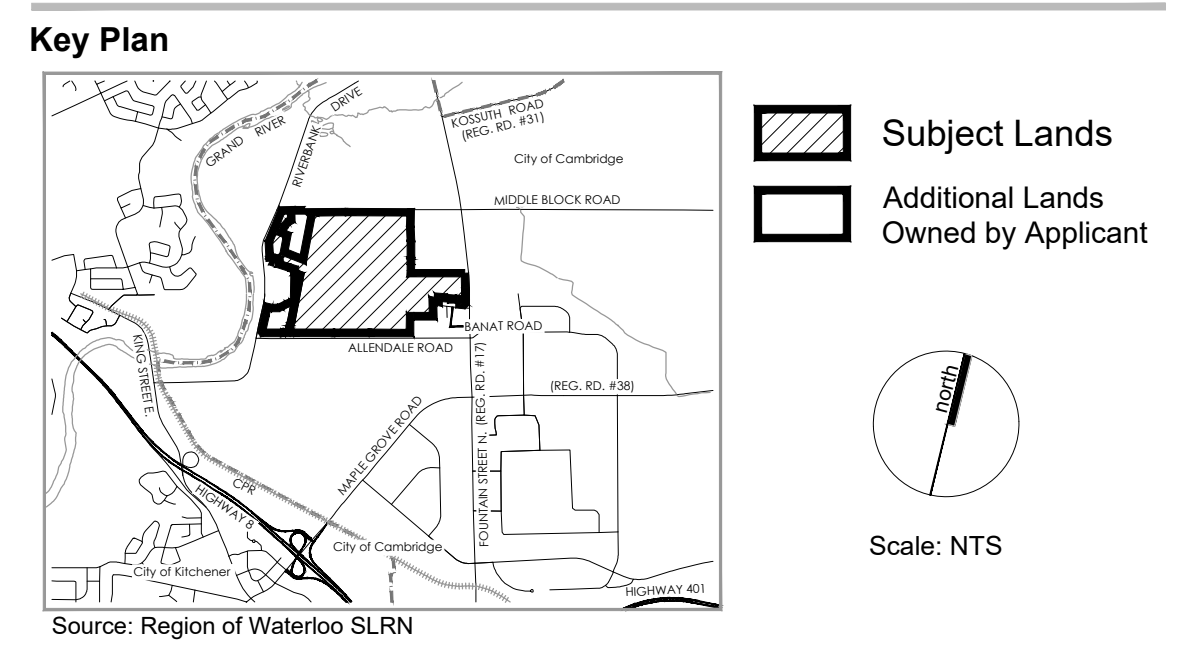 Key Plan
GRAND RIVER
RIVERBANK DRIVE
KOSSUTH ROAD
(REG. RD. #31)
City of Cambridge
MIDDLE BLOCK ROAD
BANAT ROAD
ALLENDALE ROAD
KING STREET E.
(REG. RD. #38)
MAPLE GROVE ROAD
FOUNTAIN STREET N. (REG. RD. #17)
CPR
HIGHWAY 8
City of Cambridge
City of Kitchener
HIGHWAY 401
Source: Region of Waterloo SLRN
Subject Lands
Additional Lands
Owned by Applicant
north
Scale: NTS